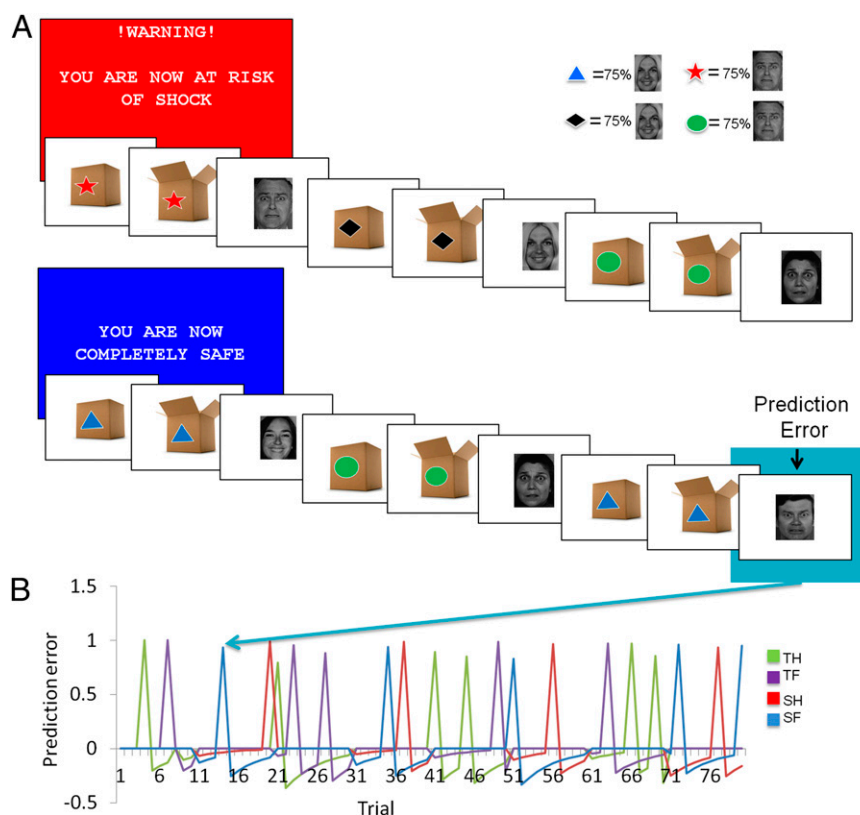 A
!WARNING!
YOU ARE NOW AT RISK
OF SHOCK
=75%
= 75%
= 75%
= 75%
YOU ARE NOW
COMPLETELY SAFE
Prediction
Error
B
Prediction error
1.5
1
0.5
0
-0.5
1 6 11 16 21 26 31 36 41 46 51 56 61 66 71 76
Trial
TH
TF
SH
SF